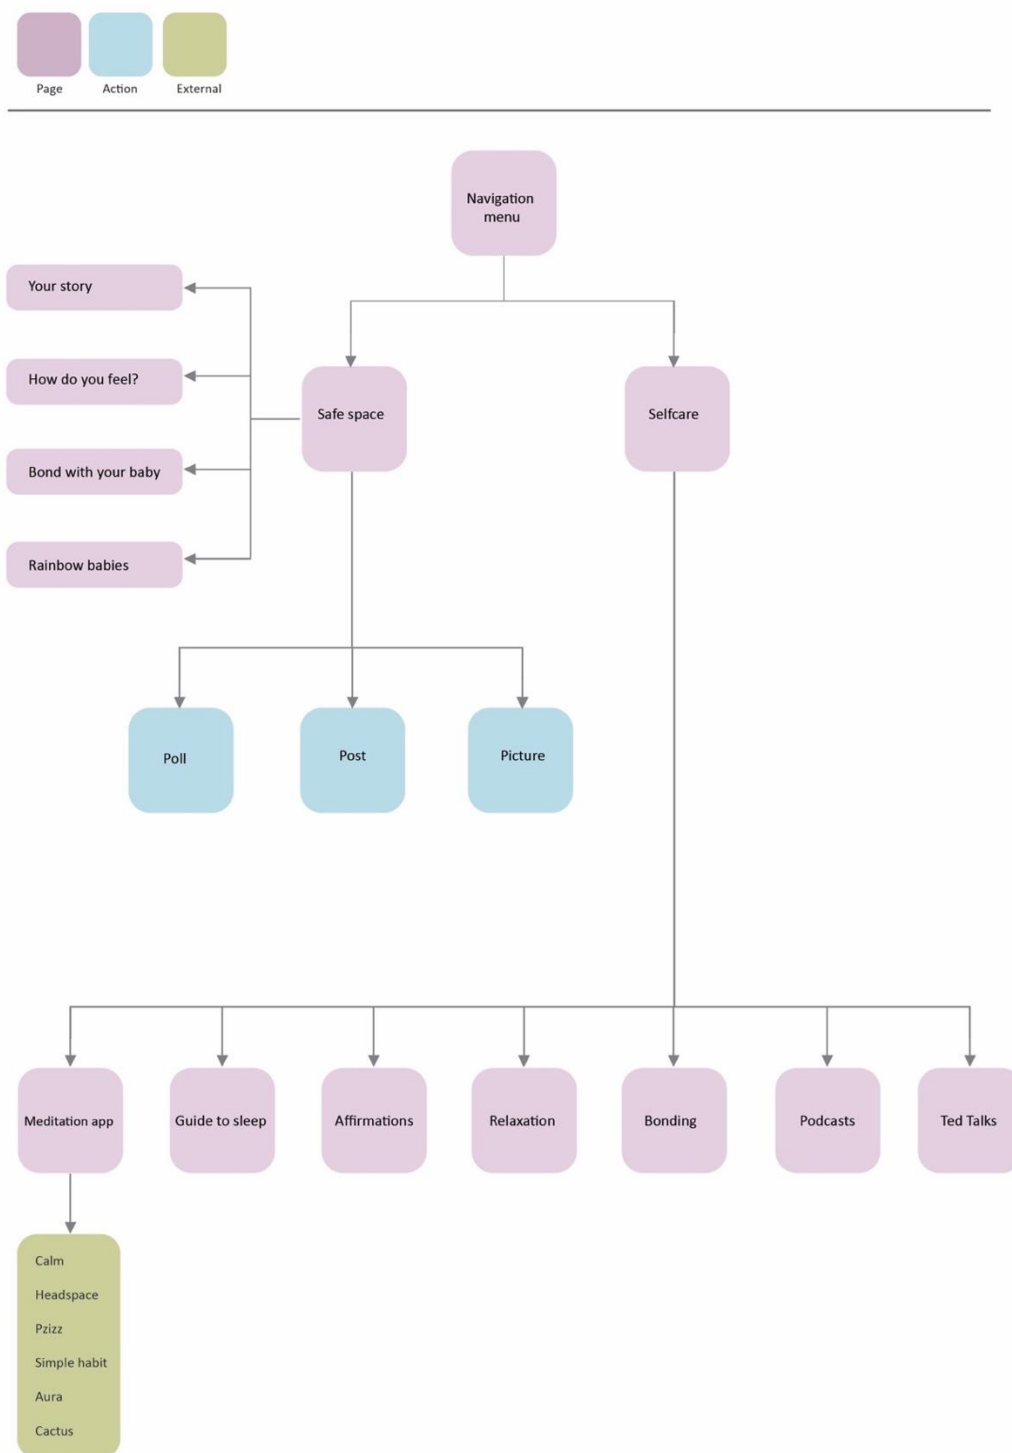 Page
Action
External
Navigation
menu
Your story
How do you feel?
Bond with your baby
Rainbow babies
Safe space
Selfcare
Poll
Post
Picture
Meditation app
Guide to sleep
Affirmations
Relaxation
Bonding
Podcasts
Ted Talks
Calm
Headspace
Pzizz
Simple habit
Aura
Cactus